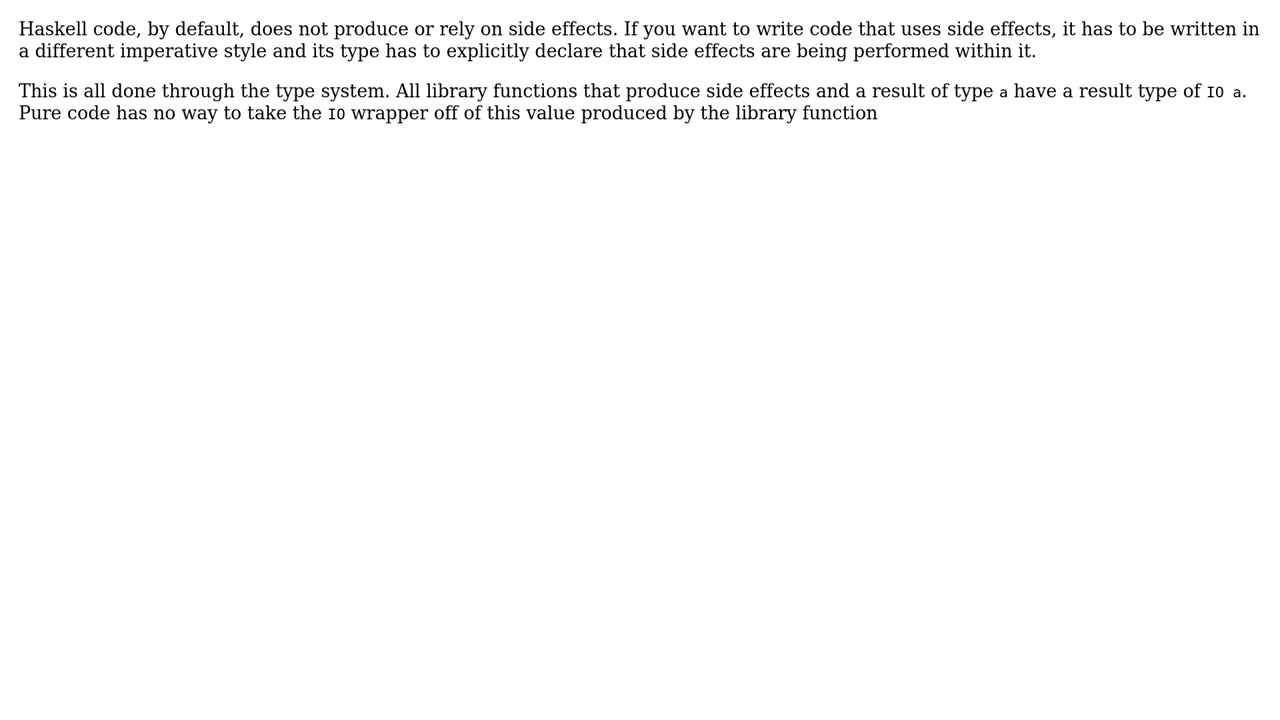 Haskell code, by default, does not produce or rely on side effects. If you want to write code that uses side effects, it has to be written in
a different imperative style and its type has to explicitly declare that side effects are being performed within it.
This is all done through the type system. All library functions that produce side effects and a result of type a have a result type of IO a.
Pure code has no way to take the IO wrapper off of this value produced by the library function